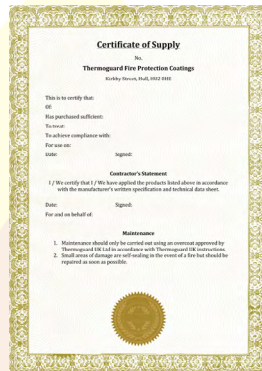 Certificate of Supply
No.
Thermoguard Fire Protection Coatings
Kirkby Street, Hull, HU2 0HE
This is to certify that:
Of:
Has purchased sufficient:
To treat:
To achieve compliance with:
For use on:
Date: Signed:
Contractor's Statement
I / We certify that I / We have applied the products listed above in accordance
with the manufacturer's written specification and technical data sheet.
Date: Signed:
For and on behalf of:
Maintenance
1. Maintenance should only be carried out using an overcoat approved by
Thermoguard UK Ltd in accordance with Thermoguard UK instructions.
2. Small areas of damage are self-sealing in the event of a fire but should be
repaired as soon as possible.